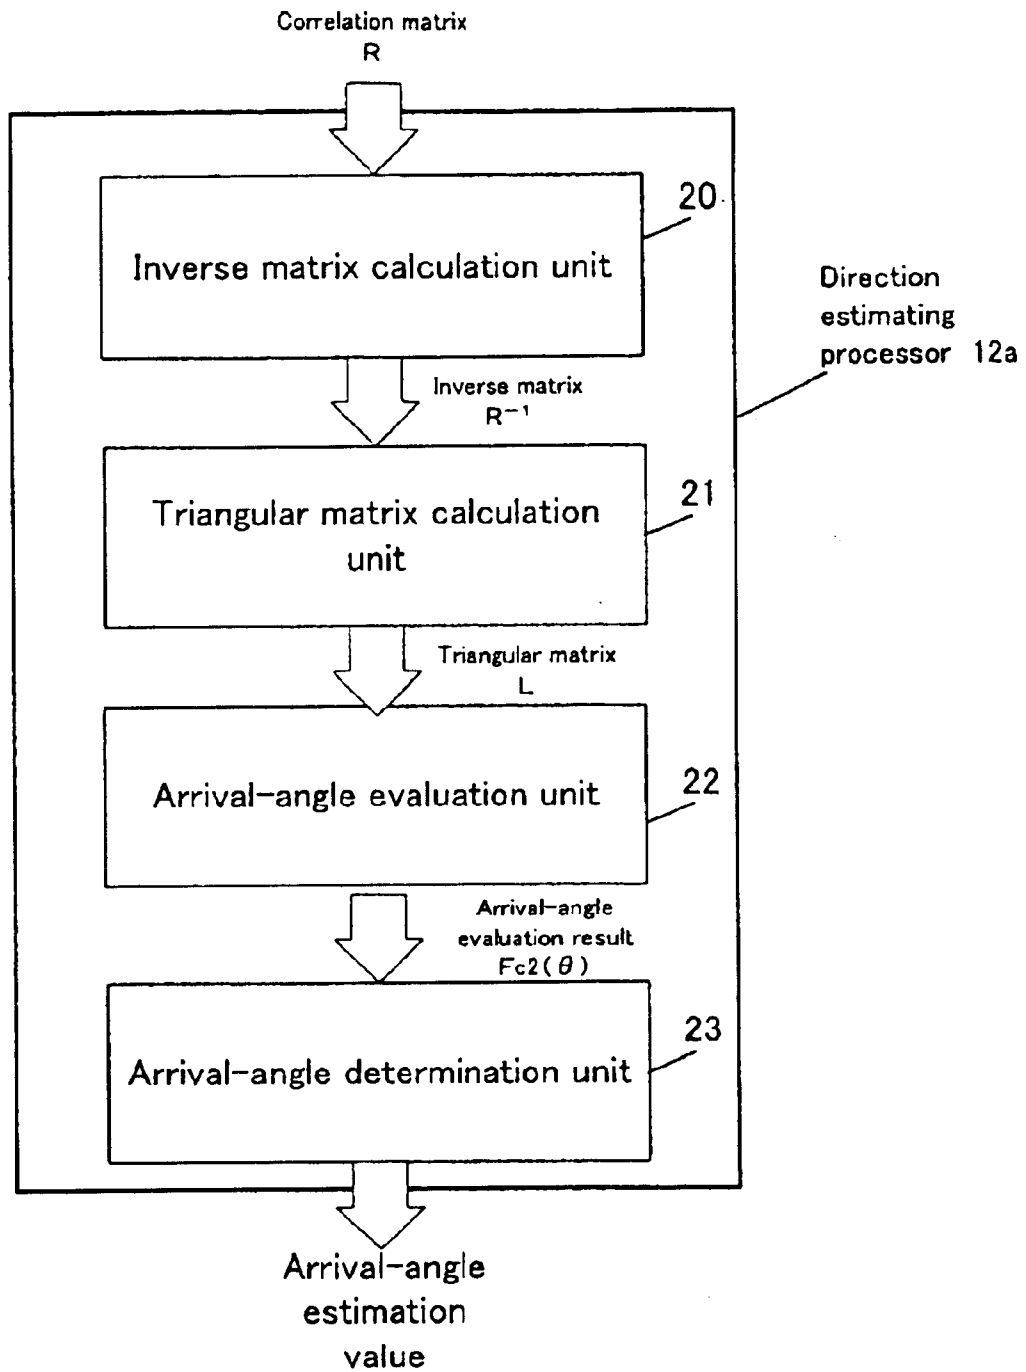 Correlation matrix
R
20
Inverse matrix calculation unit
Direction
estimating
processor 12a
Inverse matrix
R⁻¹
21
Triangular matrix calculation
unit
Triangular matrix
L
22
Arrival-angle evaluation unit
Arrival-angle
evaluation result
Fc2(θ)
23
Arrival-angle determination unit
Arrival-angle
estimation
value